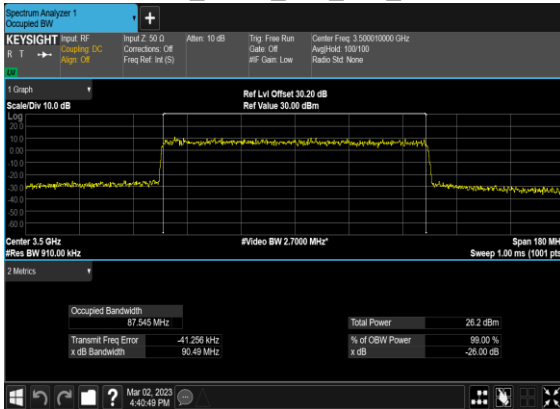 Spectrum Analyzer 1
Occupied BW
KEYSIGHT
R T
LVI
Input: RF
Coupling: DC
Align: Off
Input Z: 50 Ω
Corrections: Off
Freq Ref: Int (S)
Atten: 10 dB
Trig: Free Run
Gate: Off
#IF Gain: Low
Center Freq: 3.500010000 GHz
Avg|Hold: 100/100
Radio Std: None
1 Graph
Scale/Div 10.0 dB
Ref Lvl Offset 30.20 dB
Ref Value 30.00 dBm
Log
20.0
10.0
0.00
-10.0
-20.0
-30.0
-40.0
-50.0
-60.0
Center 3.5 GHz
#Res BW 910.00 kHz
#Video BW 2.7000 MHz*
Span 180 MH
Sweep 1.00 ms (1001 pts
2 Metrics
Occupied Bandwidth
87.545 MHz
Transmit Freq Error -41.256 kHz
x dB Bandwidth 90.49 MHz
Total Power 26.2 dBm
% of OBW Power 99.00 %
x dB -26.00 dB
Mar 02, 2023
4:40:49 PM